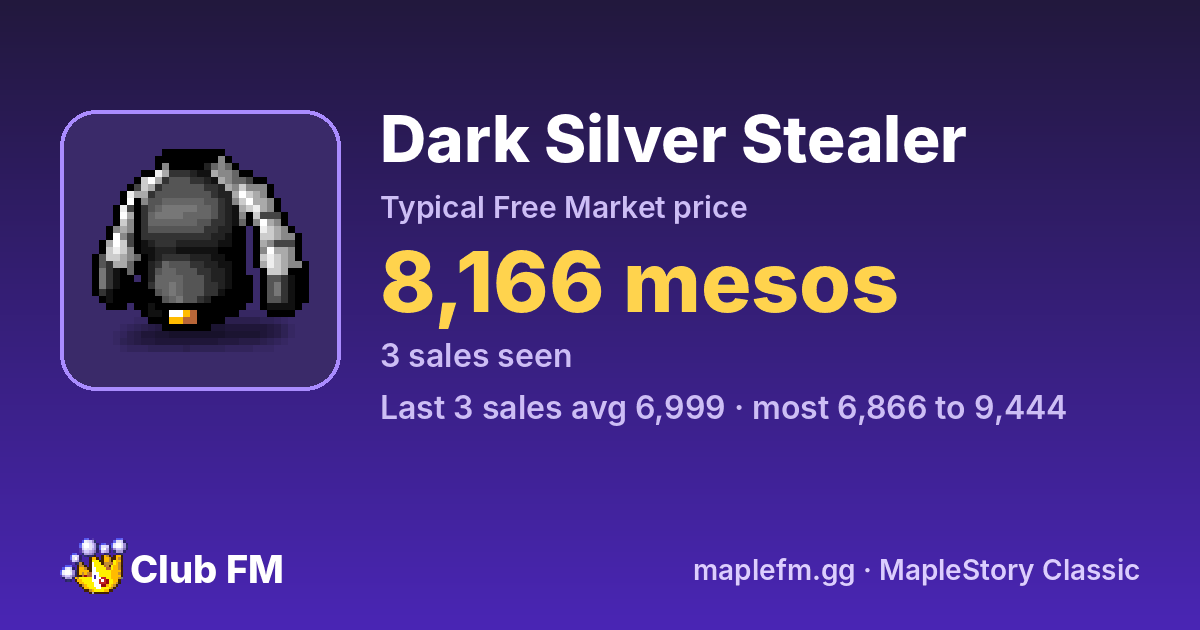 Dark Silver Stealer
Typical Free Market price
8,166 mesos
3 sales seen
Last 3 sales avg 6,999 · most 6,866 to 9,444
Club FM
maplefm.gg · MapleStory Classic